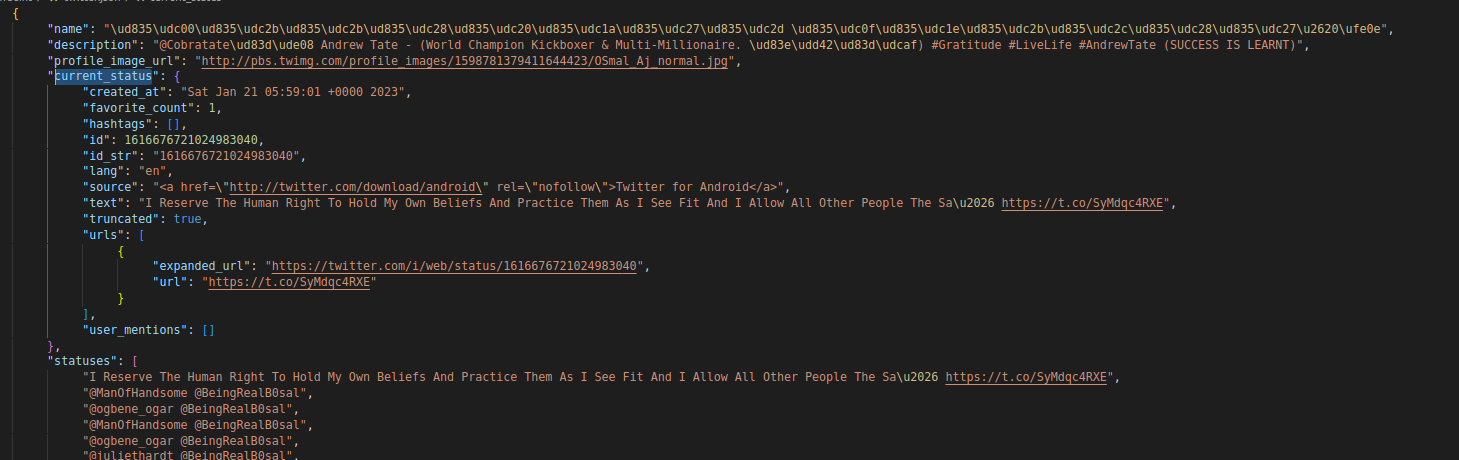 {
"name": "\ud835\udc00\ud835\udc2b\ud835\udc2b\ud835\udc28\ud835\udc20\ud835\udc1a\ud835\udc27\ud835\udc2d \ud835\udc0f\ud835\udc1e\ud835\udc2b\ud835\udc2c\ud835\udc28\ud835\udc27\u2620\ufe0e",
"description": "@Cobratate\ud83d\ude08 Andrew Tate - (World Champion Kickboxer & Multi-Millionaire. \ud83e\udd42\ud83d\udcaf) #Gratitude #LiveLife #AndrewTate (SUCCESS IS LEARNT)",
"profile_image_url": "http://pbs.twimg.com/profile_images/1598781379411644423/OSmal_Aj_normal.jpg",
"current_status": {
"created_at": "Sat Jan 21 05:59:01 +0000 2023",
"favorite_count": 1,
"hashtags": [],
"id": 1616676721024983040,
"id_str": "1616676721024983040",
"lang": "en",
"source": "<a href=\"http://twitter.com/download/android\" rel=\"nofollow\">Twitter for Android</a>",
"text": "I Reserve The Human Right To Hold My Own Beliefs And Practice Them As I See Fit And I Allow All Other People The Sa\u2026 https://t.co/SyMdqc4RXE",
"truncated": true,
"urls": [
{
"expanded_url": "https://twitter.com/i/web/status/1616676721024983040",
"url": "https://t.co/SyMdqc4RXE"
}
],
"user_mentions": []
},
"statuses": [
"I Reserve The Human Right To Hold My Own Beliefs And Practice Them As I See Fit And I Allow All Other People The Sa\u2026 https://t.co/SyMdqc4RXE",
"@ManOfHandsome @BeingRealB0sal",
"@ogbene_ogar @BeingRealB0sal",
"@ManOfHandsome @BeingRealB0sal",
"@ogbene_ogar @BeingRealB0sal",
"@juliethardt @BeingRealB0sal",